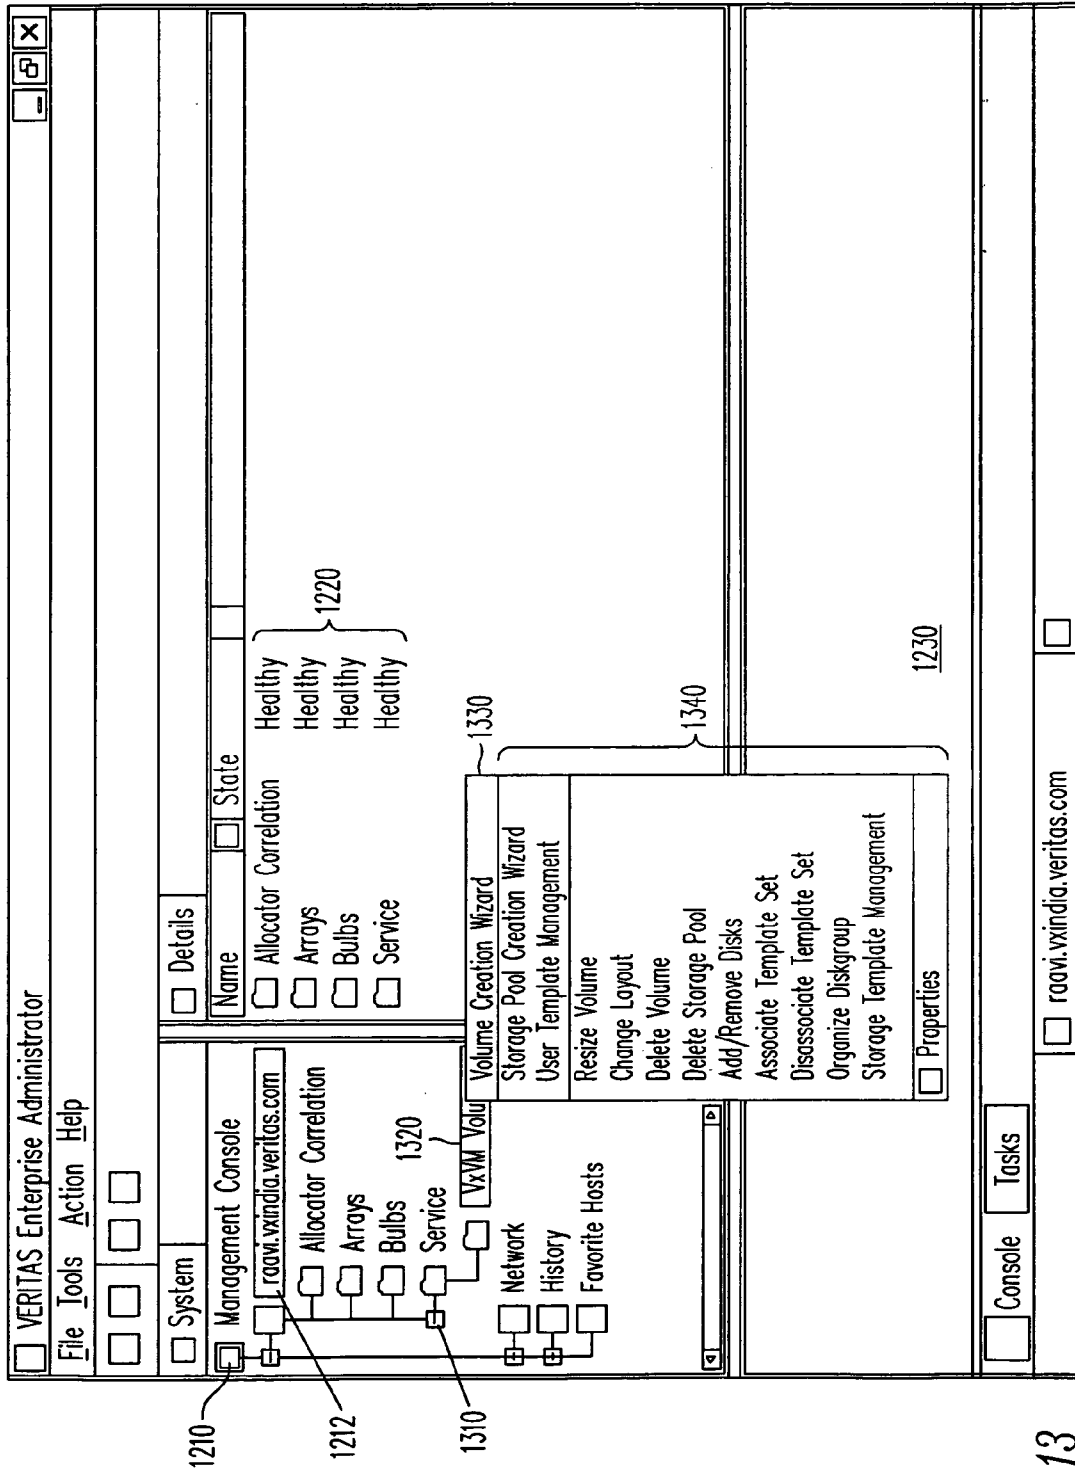 VERITAS Enterprise Administrator
File Tools Action Help
System
Management Console
raavi.vxindia.veritas.com
Allocator Correlation
Arrays
Bulbs
Service
VxVM Volu
Network
History
Favorite Hosts
Details
Name State
Allocator Correlation Healthy
Arrays Healthy
Bulbs Healthy
Service Healthy
Volume Creation Wizard
Storage Pool Creation Wizard
User Template Management
Resize Volume
Change Layout
Delete Volume
Delete Storage Pool
Add/Remove Disks
Associate Template Set
Disassociate Template Set
Organize Diskgroup
Storage Template Management
Properties
Console Tasks
raavi.vxindia.veritas.com
1210
1212
1310
1320
1220
1330
1340
1230
13